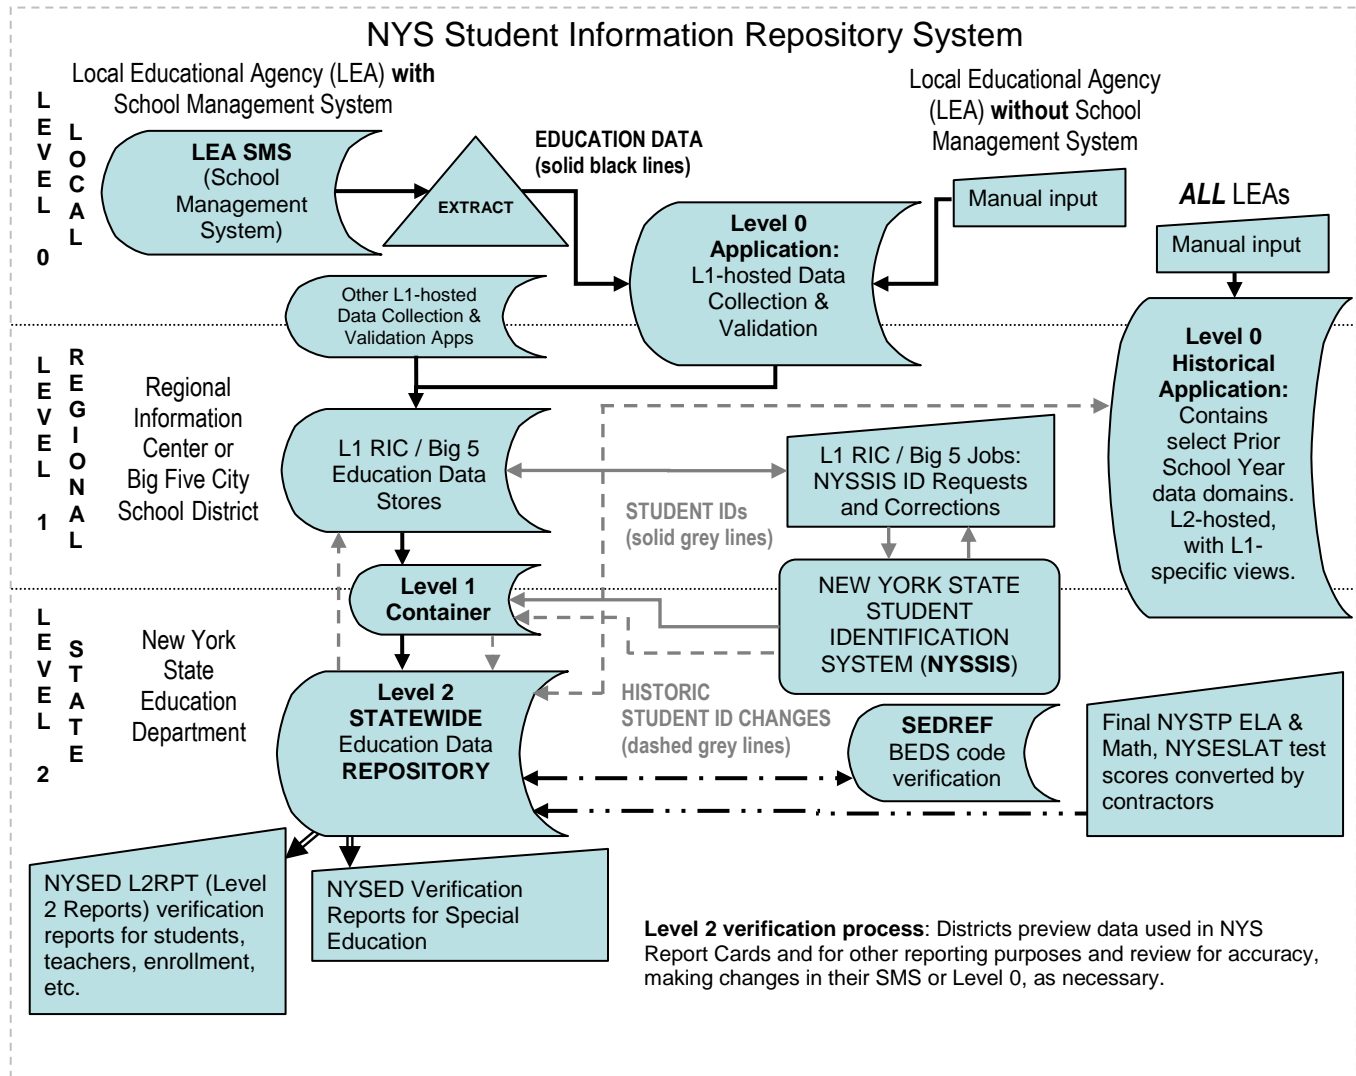 NYS Student Information Repository System
Local Educational Agency (LEA) with
School Management System
Local Educational Agency
(LEA) without School
Management System
LEVEL 0
LOCAL
LEA SMS
(School
Management
System)
EXTRACT
EDUCATION DATA
(solid black lines)
Level 0
Application:
L1-hosted Data
Collection &
Validation
Manual input
ALL LEAs
Manual input
Other L1-hosted
Data Collection &
Validation Apps
Level 0
Historical
Application:
Contains
select Prior
School Year
data domains.
L2-hosted,
with L1-
specific views.
LEVEL 1
REGIONAL
Regional
Information
Center or
Big Five City
School District
L1 RIC / Big 5
Education Data
Stores
L1 RIC / Big 5 Jobs:
NYSSIS ID Requests
and Corrections
STUDENT IDs
(solid grey lines)
Level 1
Container
NEW YORK STATE
STUDENT
IDENTIFICATION
SYSTEM (NYSSIS)
LEVEL 2
STATE
New York
State
Education
Department
Level 2
STATEWIDE
Education Data
REPOSITORY
HISTORIC
STUDENT ID CHANGES
(dashed grey lines)
SEDREF
BEDS code
verification
Final NYSTP ELA &
Math, NYSESLAT test
scores converted by
contractors
NYSED L2RPT (Level
2 Reports) verification
reports for students,
teachers, enrollment,
etc.
NYSED Verification
Reports for Special
Education
Level 2 verification process: Districts preview data used in NYS
Report Cards and for other reporting purposes and review for accuracy,
making changes in their SMS or Level 0, as necessary.